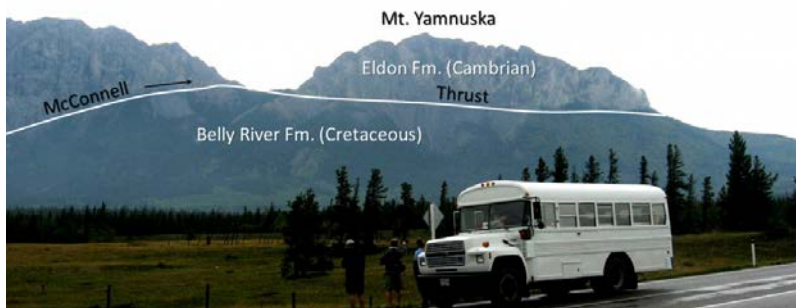 Mt. Yamnuska
Eldon Fm. (Cambrian)
McConnell
Thrust
Belly River Fm. (Cretaceous)